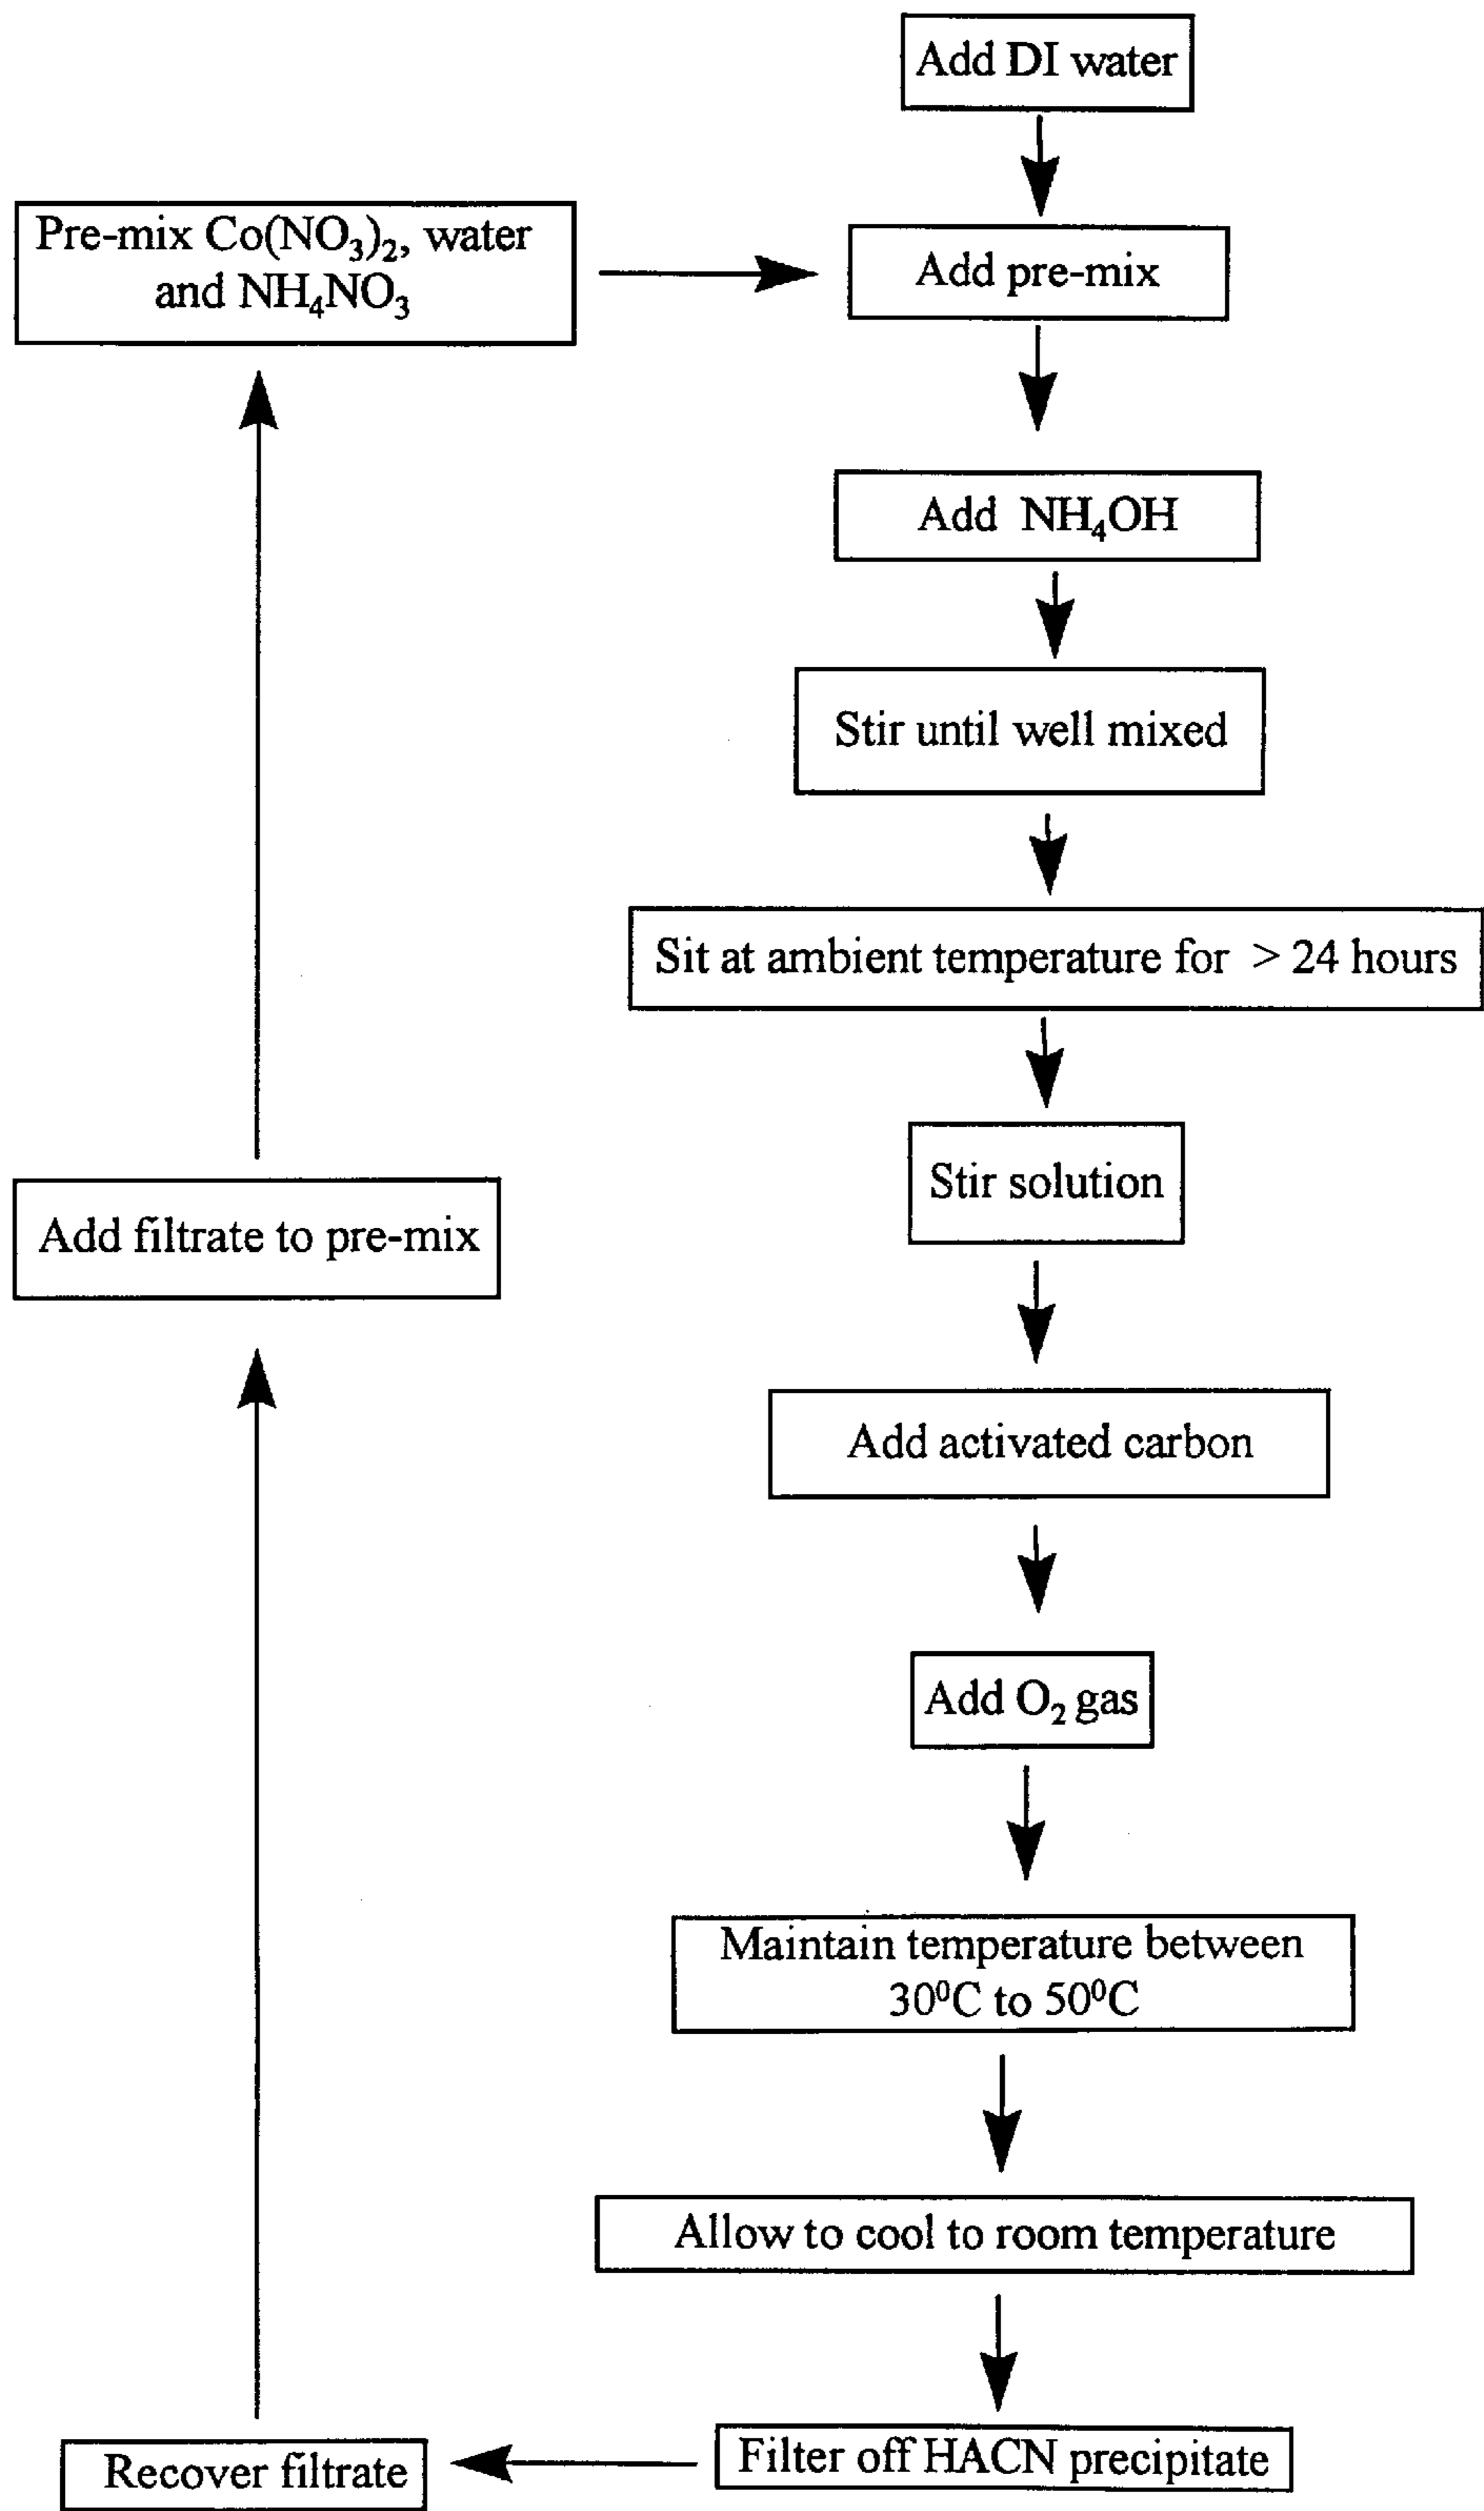 Add DI water
Pre-mix Co(NO₃)₂, water
and NH₄NO₃
Add pre-mix
Add NH₄OH
Stir until well mixed
Sit at ambient temperature for > 24 hours
Stir solution
Add filtrate to pre-mix
Add activated carbon
Add O₂ gas
Maintain temperature between
30⁰C to 50⁰C
Allow to cool to room temperature
Filter off HACN precipitate
Recover filtrate